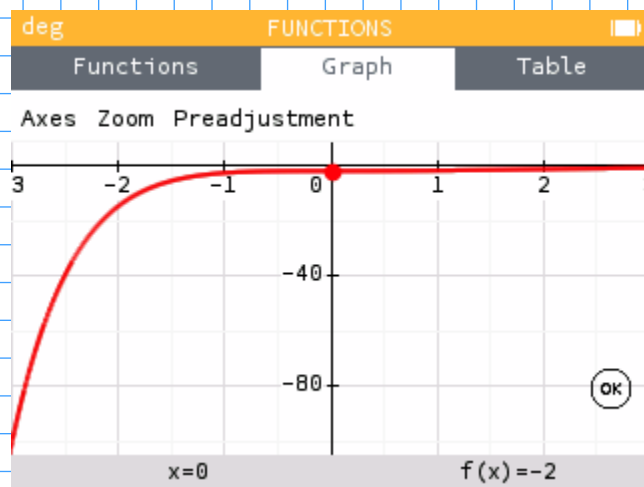 deg FUNCTIONS
Functions Graph Table
Axes Zoom Preadjustment
3 -2 -1 0 1 2
-40
-80
OK
x=0 f(x)=-2